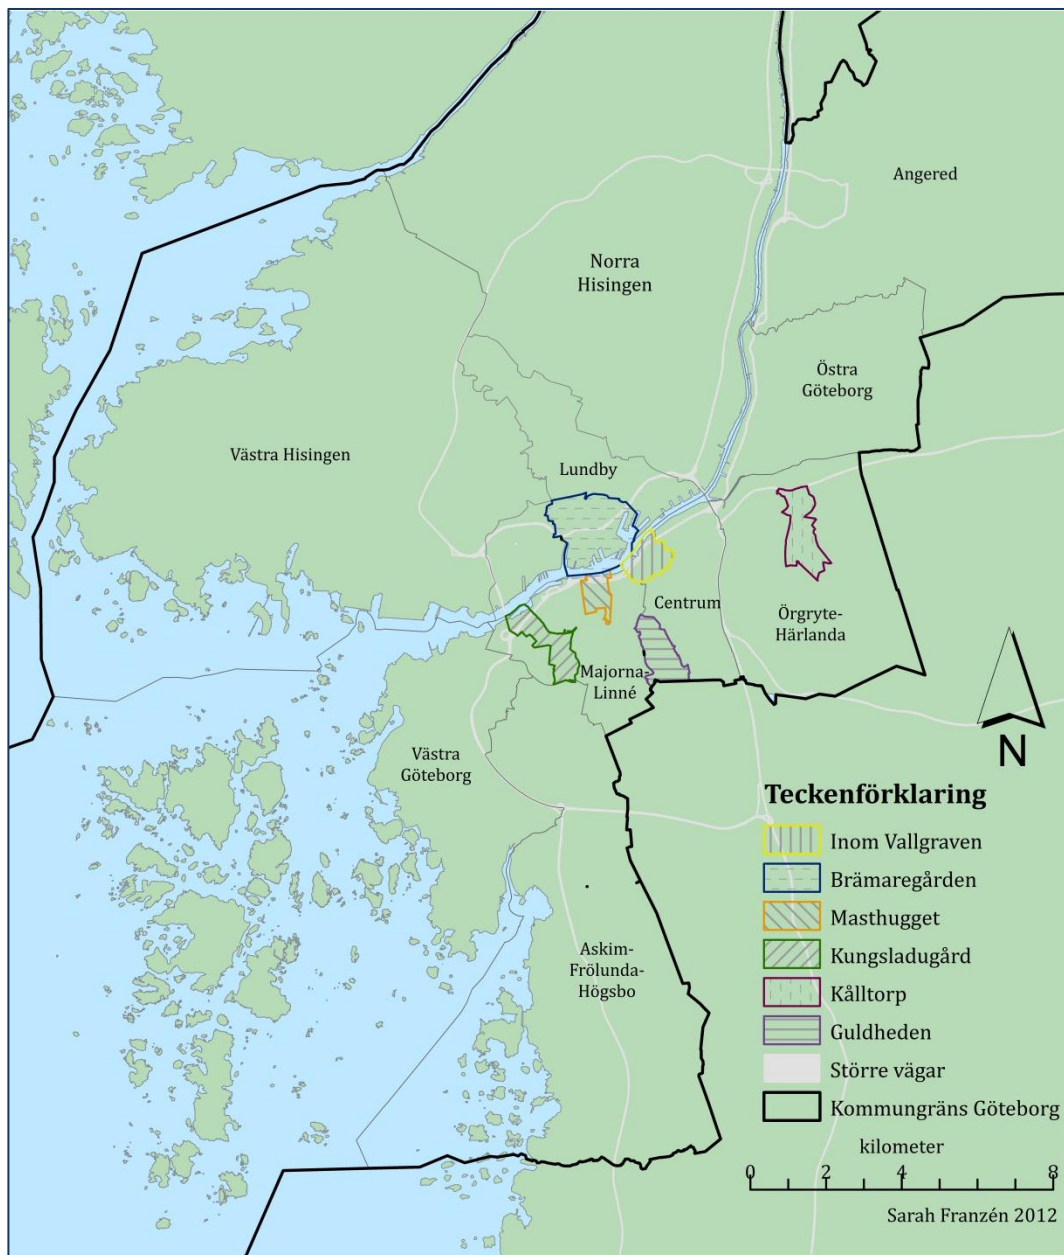 Angered
Norra
Hisingen
Östra
Göteborg
Västra Hisingen
Lundby
Centrum
Örgryte-
Härlanda
Majorna-
Linné
Västra
Göteborg
Askim-
Frölunda-
Högsbo
N
Teckenförklaring
Inom Vallgraven
Brämaregården
Masthugget
Kungsladugård
Kålltorp
Guldheden
Större vägar
Kommungräns Göteborg
kilometer
0 2 4 8
Sarah Franzén 2012